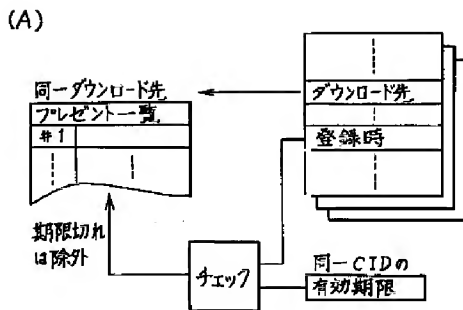 (A)
同一ダウンロード先
プレゼント一覧
#1
ダウンロード先
登録時
期限切れ
は除外
チェック
同一CIDの
有効期限